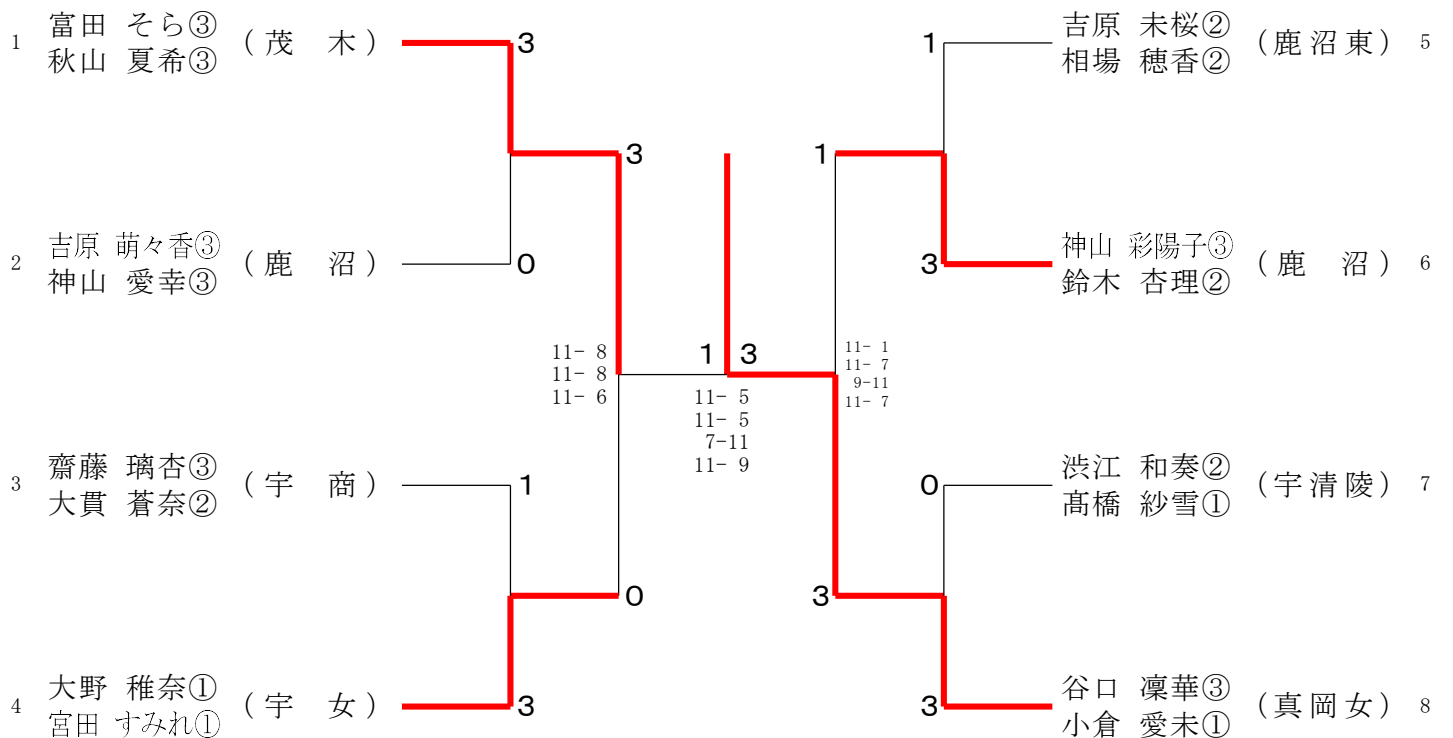 1 富田 そら③ (茂 木) 3
秋山 夏希③
2 吉原 萌々香③ (鹿 沼) 0
神山 愛幸③
3
11- 8
11- 8
11- 6
3 齋藤 璃杏③ (宇 商) 1
大貫 蒼奈②
0
4 大野 稚奈① (宇 女) 3
宮田 すみれ①
1 3
11- 5
11- 5
7-11
11- 9
1 吉原 未桜② (鹿沼東) 5
相場 穂香②
1
3 神山 彩陽子③ (鹿 沼) 6
鈴木 杏理②
11- 1
11- 7
9-11
11- 7
0 渋江 和奏② (宇清陵) 7
髙橋 紗雪①
3
3 谷口 凜華③ (真岡女) 8
小倉 愛未①